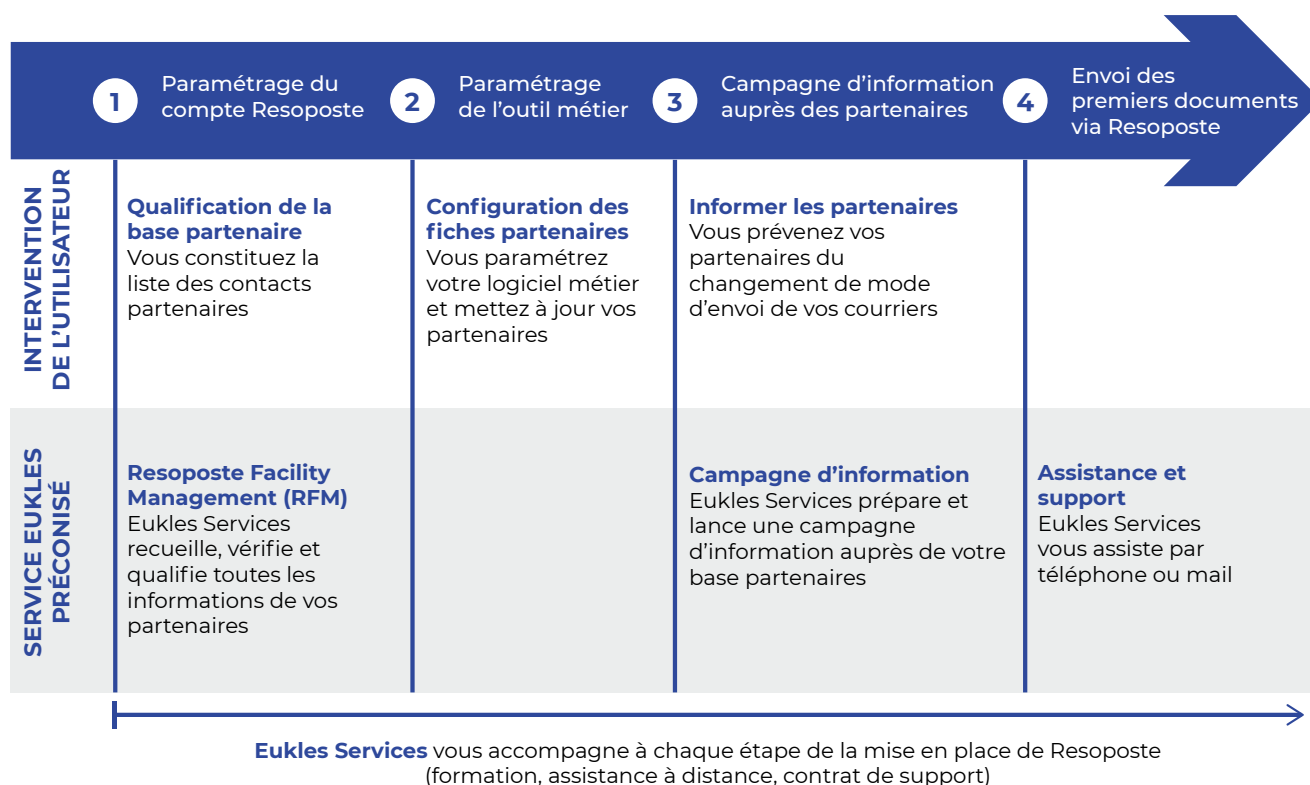 1
Paramétrage du
compte Resoposte
2
Paramétrage
de l'outil métier
3
Campagne d'information
auprès des partenaires
4
Envoi des
premiers documents
via Resoposte
INTERVENTION
DE L'UTILISATEUR
Qualification de la
base partenaire
Vous constituez la
liste des contacts
partenaires
Configuration des
fiches partenaires
Vous paramétrez
votre logiciel métier
et mettez à jour vos
partenaires
Informer les partenaires
Vous prévenez vos
partenaires du
changement de mode
d'envoi de vos courriers
SERVICE EUKLES
PRÉCONISÉ
Resoposte Facility
Management (RFM)
Eukles Services
recueille, vérifie et
qualifie toutes les
informations de vos
partenaires
Campagne d'information
Eukles Services prépare et
lance une campagne
d'information auprès de votre
base partenaires
Assistance et
support
Eukles Services
vous assiste par
téléphone ou mail
Eukles Services vous accompagne à chaque étape de la mise en place de Resoposte
(formation, assistance à distance, contrat de support)